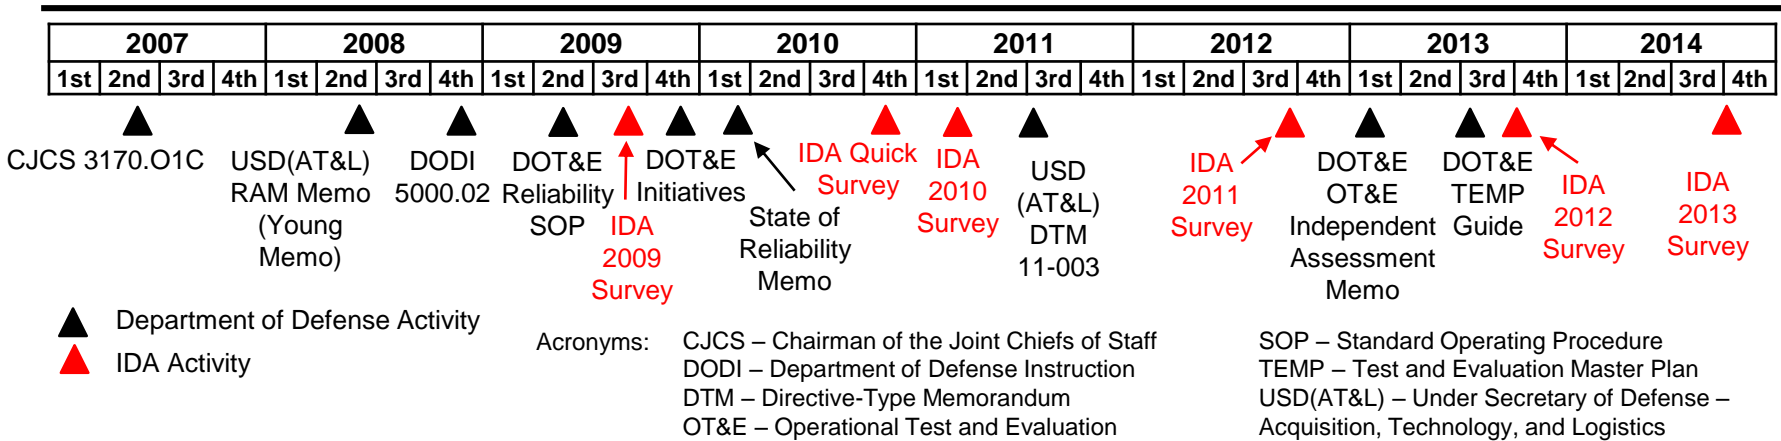 2007 2008 2009 2010 2011 2012 2013 2014
1st 2nd 3rd 4th 1st 2nd 3rd 4th 1st 2nd 3rd 4th 1st 2nd 3rd 4th 1st 2nd 3rd 4th 1st 2nd 3rd 4th 1st 2nd 3rd 4th 1st 2nd 3rd 4th
CJCS 3170.O1C
USD(AT&L)
RAM Memo
(Young
Memo)
DODI
5000.02
DOT&E
Reliability
SOP
IDA
2009
Survey
DOT&E
Initiatives
State of
Reliability
Memo
IDA Quick
Survey
IDA
2010
Survey
USD
(AT&L)
DTM
11-003
IDA
2011
Survey
DOT&E
OT&E
Independent
Assessment
Memo
DOT&E
TEMP
Guide
IDA
2012
Survey
IDA
2013
Survey
Department of Defense Activity
IDA Activity
Acronyms:
CJCS – Chairman of the Joint Chiefs of Staff
DODI – Department of Defense Instruction
DTM – Directive-Type Memorandum
OT&E – Operational Test and Evaluation
SOP – Standard Operating Procedure
TEMP – Test and Evaluation Master Plan
USD(AT&L) – Under Secretary of Defense –
Acquisition, Technology, and Logistics